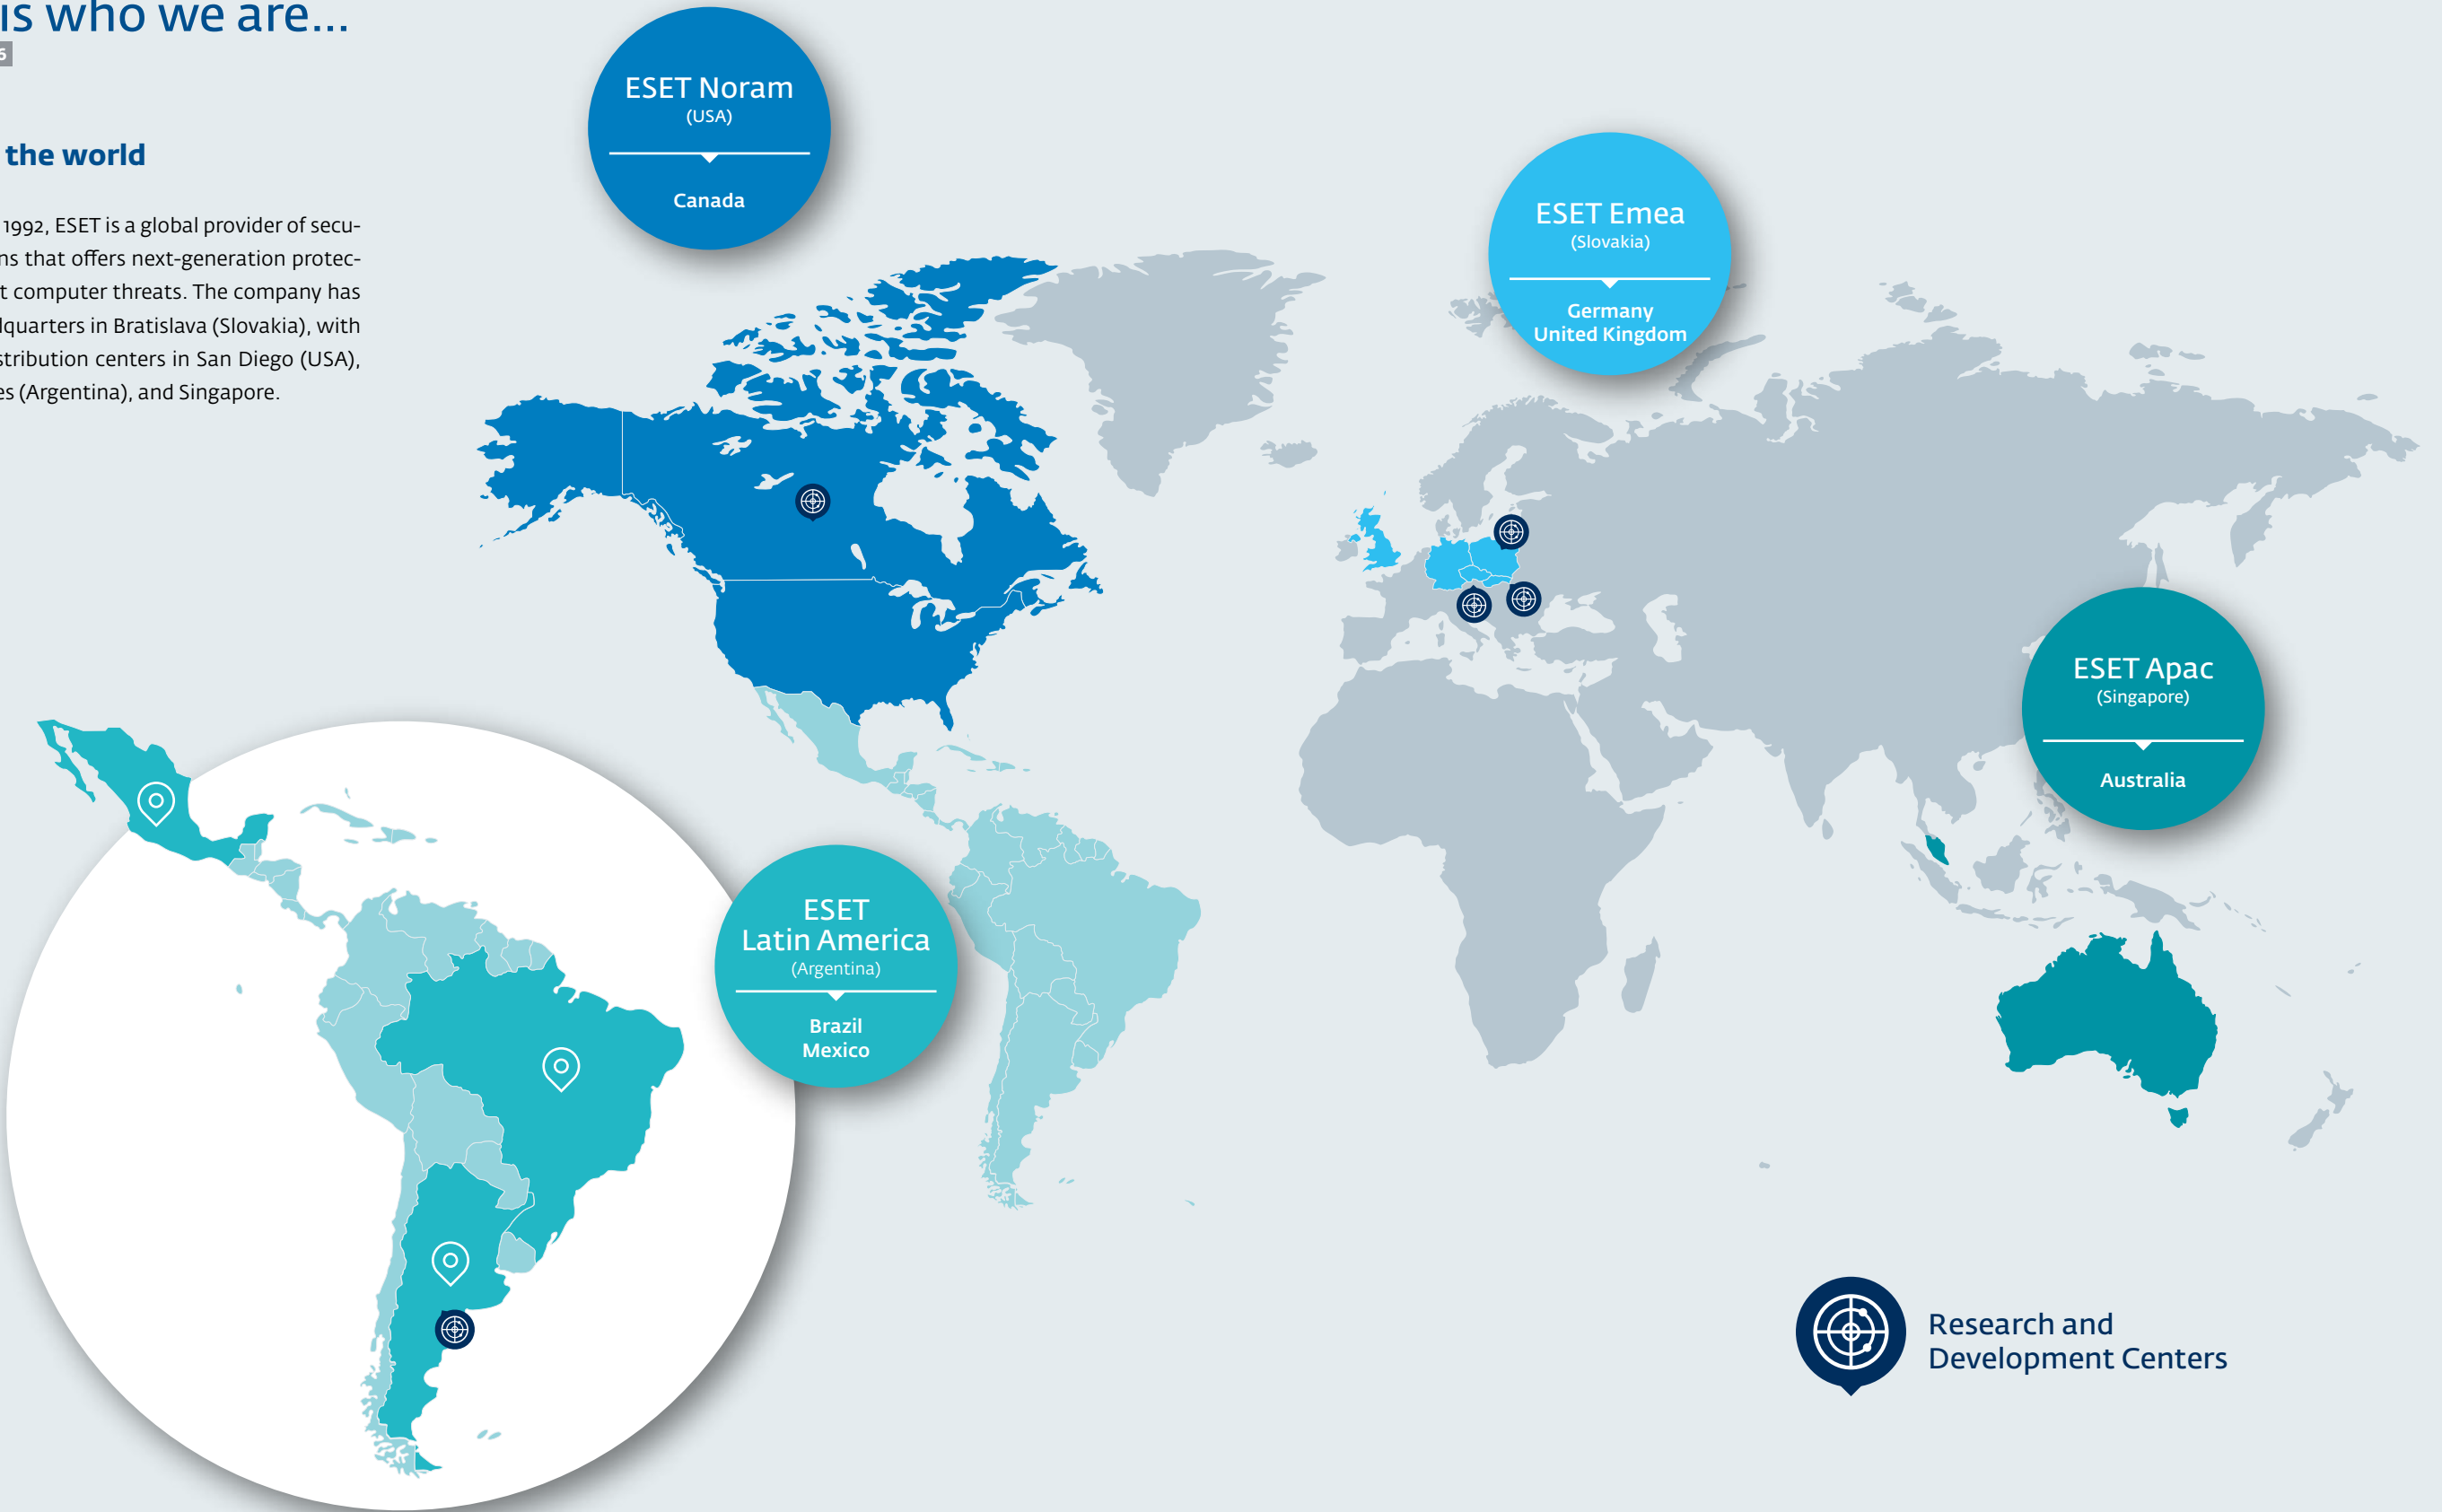 is who we are...
6
the world
1992, ESET is a global provider of secu-
ns that offers next-generation protec-
t computer threats. The company has
lquarters in Bratislava (Slovakia), with
stribution centers in San Diego (USA),
es (Argentina), and Singapore.
ESET Noram
(USA)
Canada
ESET Emea
(Slovakia)
Germany
United Kingdom
ESET Apac
(Singapore)
Australia
ESET
Latin America
(Argentina)
Brazil
Mexico
Research and
Development Centers